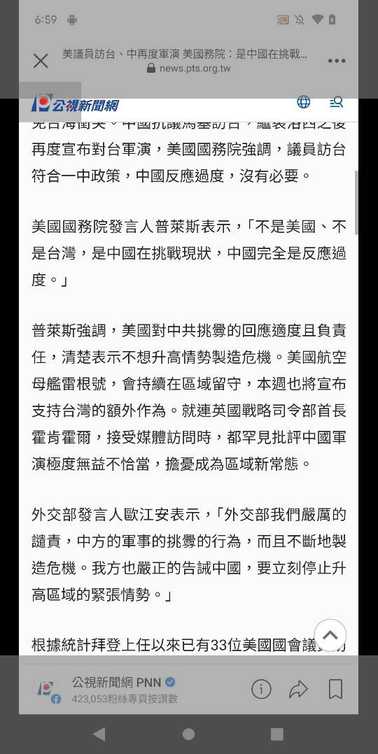 6:59
美議員訪台、中再度軍演 美國務院：是中國在挑戰...
news.pts.org.tw
公視新聞網
免台海衝突。中國抗議馬基訪台，繼裴洛西之後
再度宣布對台軍演，美國國務院強調，議員訪台
符合一中政策，中國反應過度，沒有必要。
美國國務院發言人普萊斯表示，「不是美國、不
是台灣，是中國在挑戰現狀，中國完全是反應過
度。」
普萊斯強調，美國對中共挑釁的回應適度且負責
任，清楚表示不想升高情勢製造危機。美國航空
母艦雷根號，會持續在區域留守，本週也將宣布
支持台灣的額外作為。就連英國戰略司令部首長
霍肯霍爾，接受媒體訪問時，都罕見批評中國軍
演極度無益不恰當，擔憂成為區域新常態。
外交部發言人歐江安表示，「外交部我們嚴厲的
譴責，中方的軍事的挑釁的行為，而且不斷地製
造危機。我方也嚴正的告誡中國，要立刻停止升
高區域的緊張情勢。」
根據統計拜登上任以來已有33位美國國會議員訪
公視新聞網 PNN
423,053粉絲專頁按讚數